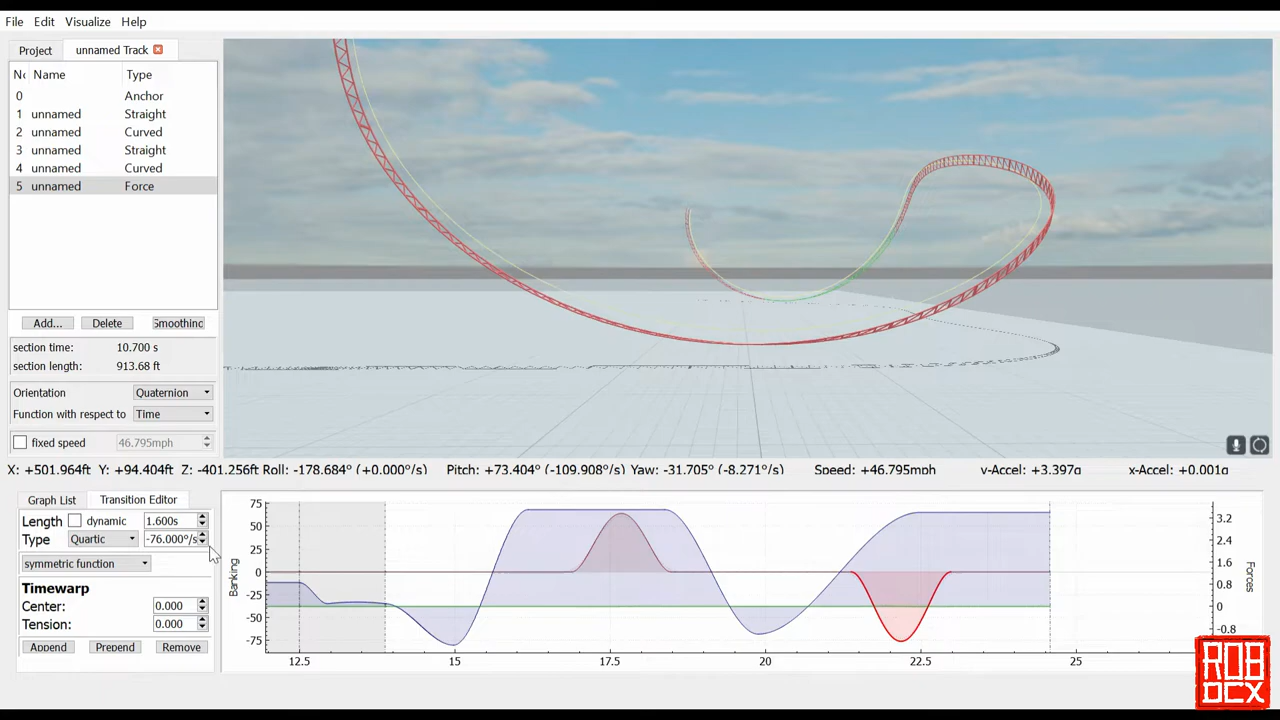 File Edit Visualize Help
Project unnamed Track
Nc Name Type
0 Anchor
1 unnamed Straight
2 unnamed Curved
3 unnamed Straight
4 unnamed Curved
5 unnamed Force
Add... Delete Smoothing
section time: 10.700 s
section length: 913.68 ft
Orientation Quaternion
Function with respect to Time
fixed speed 46.795mph
X: +501.964ft Y: +94.404ft Z: -401.256ft Roll: -178.684° (+0.000°/s) Pitch: +73.404° (-109.908°/s) Yaw: -31.705° (-8.271°/s) Speed: +46.795mph y-Accel: +3.397g x-Accel: +0.001g
Graph List Transition Editor
Length dynamic 1.600s
Type Quartic -76.000°/s
symmetric function
Timewarp
Center: 0.000
Tension: 0.000
Append Prepend Remove
Banking
75
50
25
0
-25
-50
-75
12.5 15 17.5 20 22.5 25
3.2
2.4
1.6
0.8
0
-0.8
Forces
ROB
DCX